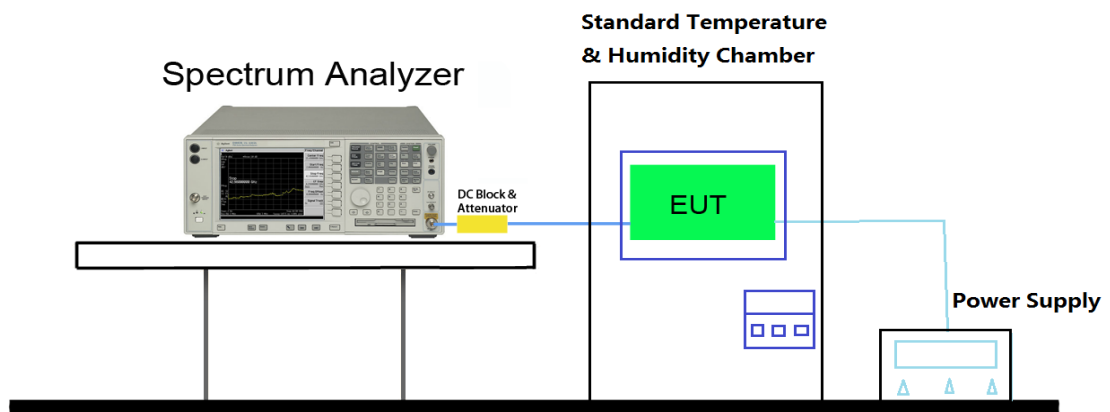 Standard Temperature
& Humidity Chamber
Spectrum Analyzer
DC Block &
Attenuator
EUT
Power Supply